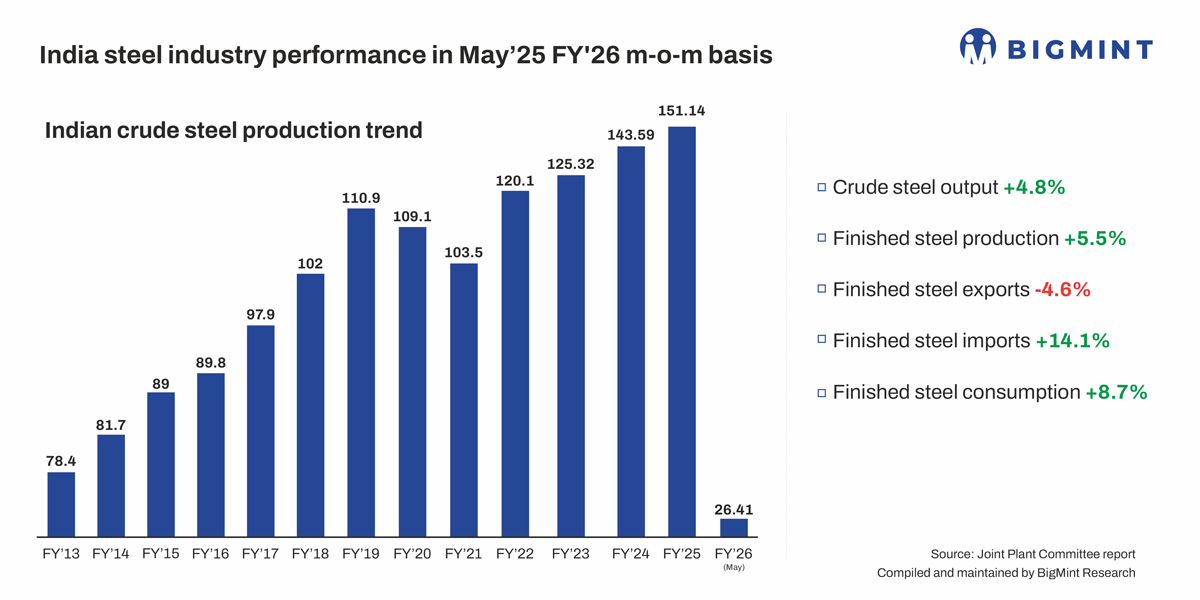 India steel industry performance in May’25 FY'26 m-o-m basis
BIGMINT
Indian crude steel production trend
78.4
81.7
89
89.8
97.9
102
110.9
109.1
103.5
120.1
125.32
143.59
151.14
26.41
FY’13
FY’14
FY’15
FY’16
FY’17
FY’18
FY’19
FY’20
FY’21
FY’22
FY’23
FY’24
FY’25
FY’26
(May)
Crude steel output +4.8%
Finished steel production +5.5%
Finished steel exports -4.6%
Finished steel imports +14.1%
Finished steel consumption +8.7%
Source: Joint Plant Committee report
Compiled and maintained by BigMint Research